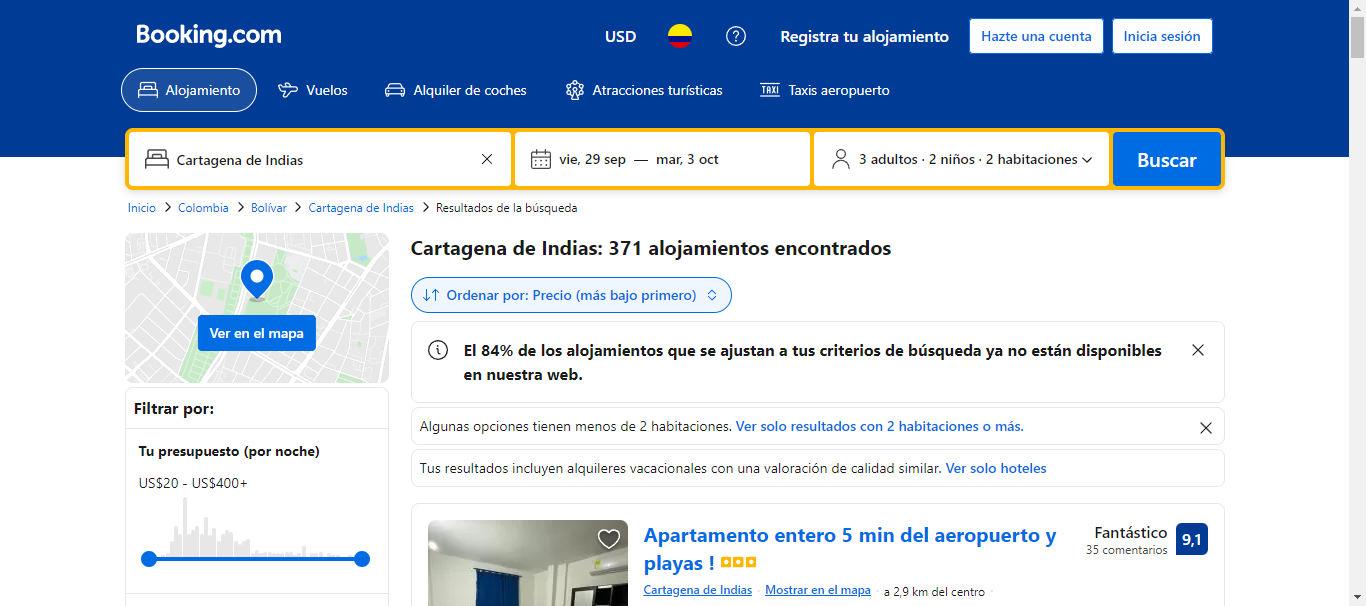 Booking.com
USD
Registra tu alojamiento
Hazte una cuenta
Inicia sesión
Alojamiento
Vuelos
Alquiler de coches
Atracciones turísticas
TAXI
Taxis aeropuerto
Cartagena de Indias
vie, 29 sep — mar, 3 oct
3 adultos · 2 niños · 2 habitaciones
Buscar
Inicio > Colombia > Bolívar > Cartagena de Indias > Resultados de la búsqueda
Ver en el mapa
Filtrar por:
Tu presupuesto (por noche)
US$20 - US$400+
Cartagena de Indias: 371 alojamientos encontrados
Ordenar por: Precio (más bajo primero)
El 84% de los alojamientos que se ajustan a tus criterios de búsqueda ya no están disponibles
en nuestra web.
Algunas opciones tienen menos de 2 habitaciones. Ver solo resultados con 2 habitaciones o más.
Tus resultados incluyen alquileres vacacionales con una valoración de calidad similar. Ver solo hoteles
Apartamento entero 5 min del aeropuerto y
playas !
Cartagena de Indias · Mostrar en el mapa · a 2,9 km del centro ·
Fantástico
35 comentarios
9,1